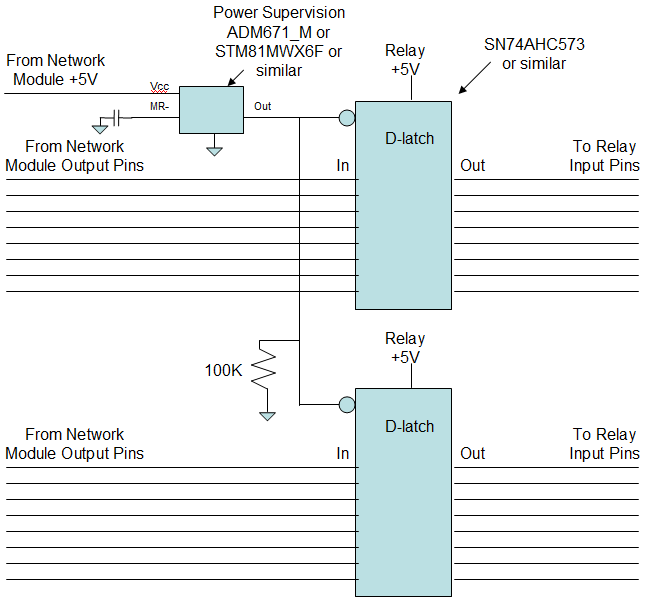 Power Supervision
ADM671_M or
STM81MWX6F or
similar
Relay
+5V
SN74AHC573
or similar
From Network
Module +5V
Vcc
MR-
Out
D-latch
From Network
Module Output Pins
In
Out
To Relay
Input Pins
Relay
+5V
100K
D-latch
From Network
Module Output Pins
In
Out
To Relay
Input Pins